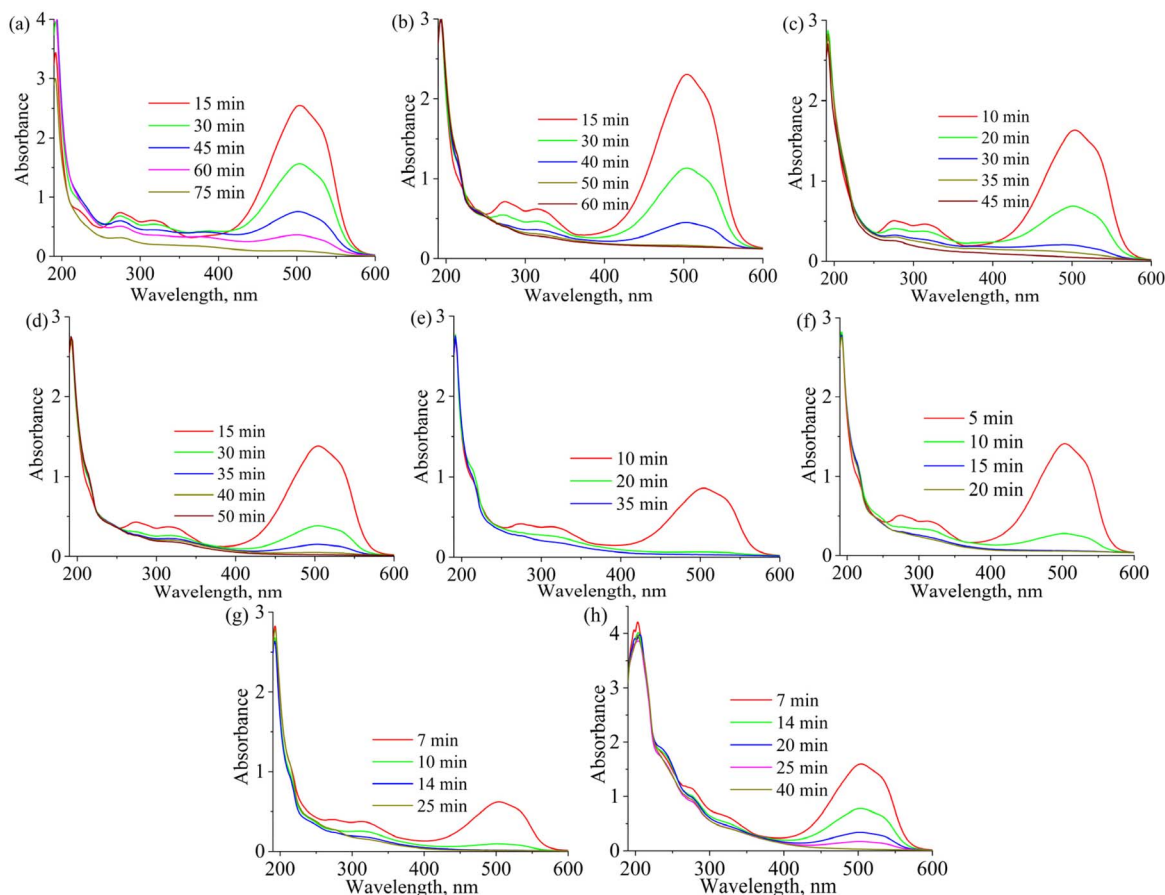 (a)
4
3
2
1
0
Absorbance
15 min
30 min
45 min
60 min
75 min
200 300 400 500 600
Wavelength, nm
(b)
3
2
1
0
Absorbance
15 min
30 min
40 min
50 min
60 min
200 300 400 500 600
Wavelength, nm
(c)
3
2
1
0
Absorbance
10 min
20 min
30 min
35 min
45 min
200 300 400 500 600
Wavelength, nm
(d)
3
2
1
0
Absorbance
15 min
30 min
35 min
40 min
50 min
200 300 400 500 600
Wavelength, nm
(e)
3
2
1
0
Absorbance
10 min
20 min
35 min
200 300 400 500 600
Wavelength, nm
(f)
3
2
1
0
Absorbance
5 min
10 min
15 min
20 min
200 300 400 500 600
Wavelength, nm
(g)
3
2
1
0
Absorbance
7 min
10 min
14 min
25 min
200 300 400 500 600
Wavelength, nm
(h)
4
3
2
1
0
Absorbance
7 min
14 min
20 min
25 min
40 min
200 300 400 500 600
Wavelength, nm